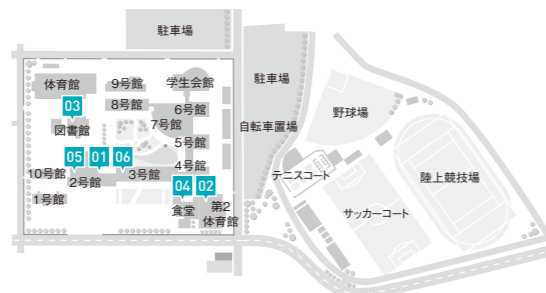 駐車場
体育館
9号館
学生会館
駐車場
03
8号館
6号館
野球場
図書館
7号館
自転車置場
5号館
05
01
06
4号館
テニスコート
10号館
2号館
3号館
04
02
陸上競技場
1号館
食堂
第2
体育館
サッカーコート